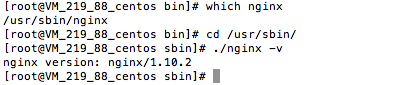 [root@VM_219_88_centos bin]# which nginx
/usr/sbin/nginx
[root@VM_219_88_centos bin]# cd /usr/sbin/
[root@VM_219_88_centos sbin]# ./nginx -v
nginx version: nginx/1.10.2
[root@VM_219_88_centos sbin]#